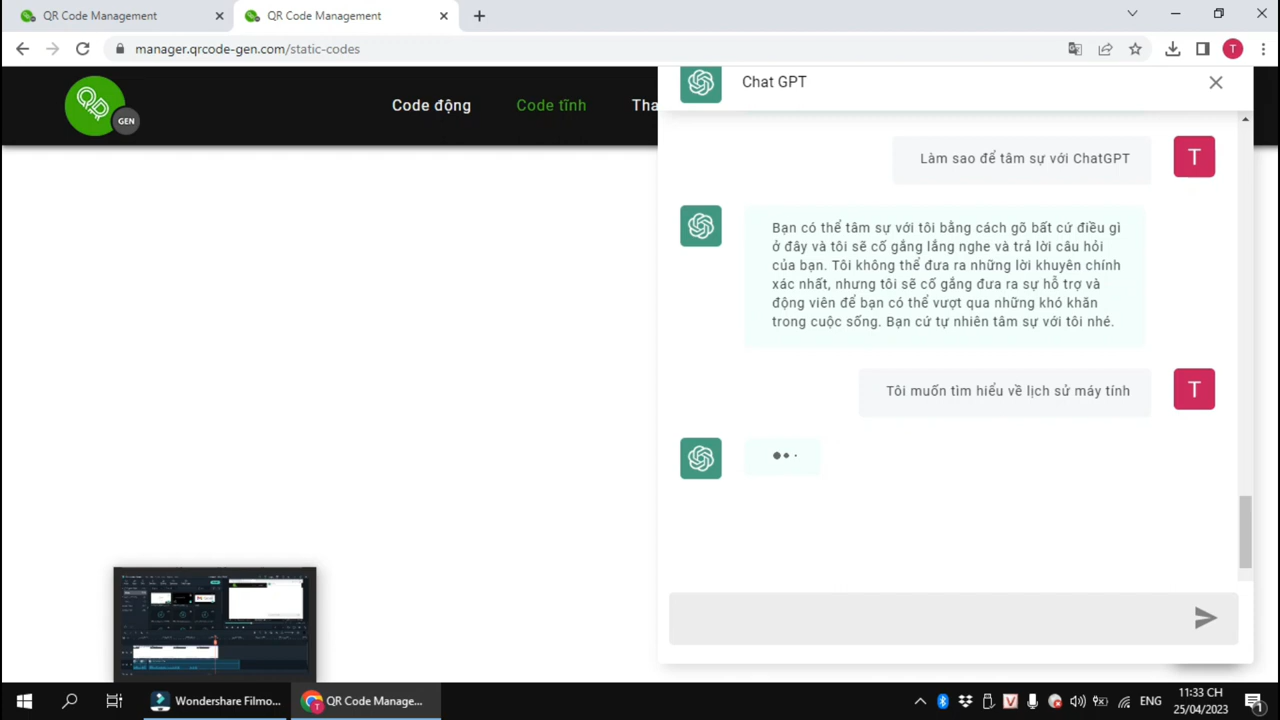 QR Code Management
QR Code Management
manager.qrcode-gen.com/static-codes
T
GEN
Code động
Code tĩnh
Tha
Chat GPT
Làm sao để tâm sự với ChatGPT
T
Bạn có thể tâm sự với tôi bằng cách gõ bất cứ điều gì
ở đây và tôi sẽ cố gắng lắng nghe và trả lời câu hỏi
của bạn. Tôi không thể đưa ra những lời khuyên chính
xác nhất, nhưng tôi sẽ cố gắng đưa ra sự hỗ trợ và
động viên để bạn có thể vượt qua những khó khăn
trong cuộc sống. Bạn cứ tự nhiên tâm sự với tôi nhé.
Tôi muốn tìm hiểu về lịch sử máy tính
T
Wondershare Filmo...
QR Code Manage...
ENG
11:33 CH
25/04/2023
1